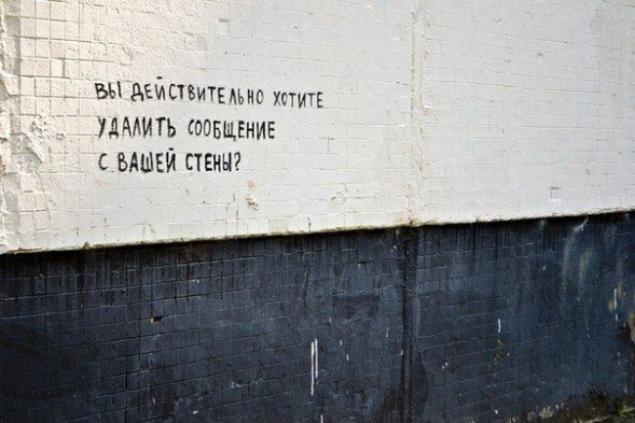 ВЫ ДЕЙСТВИТЕЛЬНО ХОТИТЕ
УДАЛИТЬ СООБЩЕНИЕ
С ВАШЕЙ СТЕНЫ?